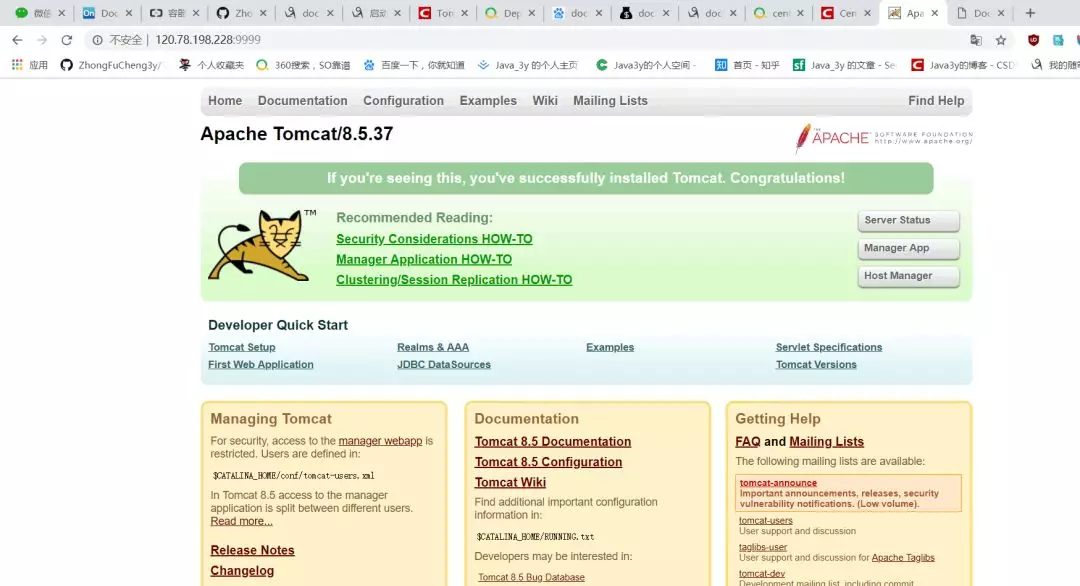 微信
Doc
容器
Zho
doc
启动
Ton
Dep
doc
doc
doc
cen
Cen
Apa
Doc
不安全 | 120.78.198.228:9999
应用
ZhongFuCheng3y/
个人收藏夹
360搜索，SO靠谱
百度一下，你就知道
Java_3y 的个人主页
Java3y的个人空间 -
首页 - 知乎
Java_3y 的文章 - Se
Java3y的博客 - CSD
我的随
Home
Documentation
Configuration
Examples
Wiki
Mailing Lists
Find Help
Apache Tomcat/8.5.37
THE APACHE SOFTWARE FOUNDATION
http://www.apache.org/
If you're seeing this, you've successfully installed Tomcat. Congratulations!
TM
Recommended Reading:
Security Considerations HOW-TO
Manager Application HOW-TO
Clustering/Session Replication HOW-TO
Server Status
Manager App
Host Manager
Developer Quick Start
Tomcat Setup
First Web Application
Realms & AAA
JDBC DataSources
Examples
Servlet Specifications
Tomcat Versions
Managing Tomcat
For security, access to the manager webapp is
restricted. Users are defined in:
$CATALINA_HOME/conf/tomcat-users.xml
In Tomcat 8.5 access to the manager
application is split between different users.
Read more...
Release Notes
Changelog
Documentation
Tomcat 8.5 Documentation
Tomcat 8.5 Configuration
Tomcat Wiki
Find additional important configuration
information in:
$CATALINA_HOME/RUNNING.txt
Developers may be interested in:
Tomcat 8.5 Bug Database
Getting Help
FAQ and Mailing Lists
The following mailing lists are available:
tomcat-announce
Important announcements, releases, security
vulnerability notifications. (Low volume).
tomcat-users
User support and discussion
taglibs-user
User support and discussion for Apache Taglibs
tomcat-dev
Development mailing list, including commit